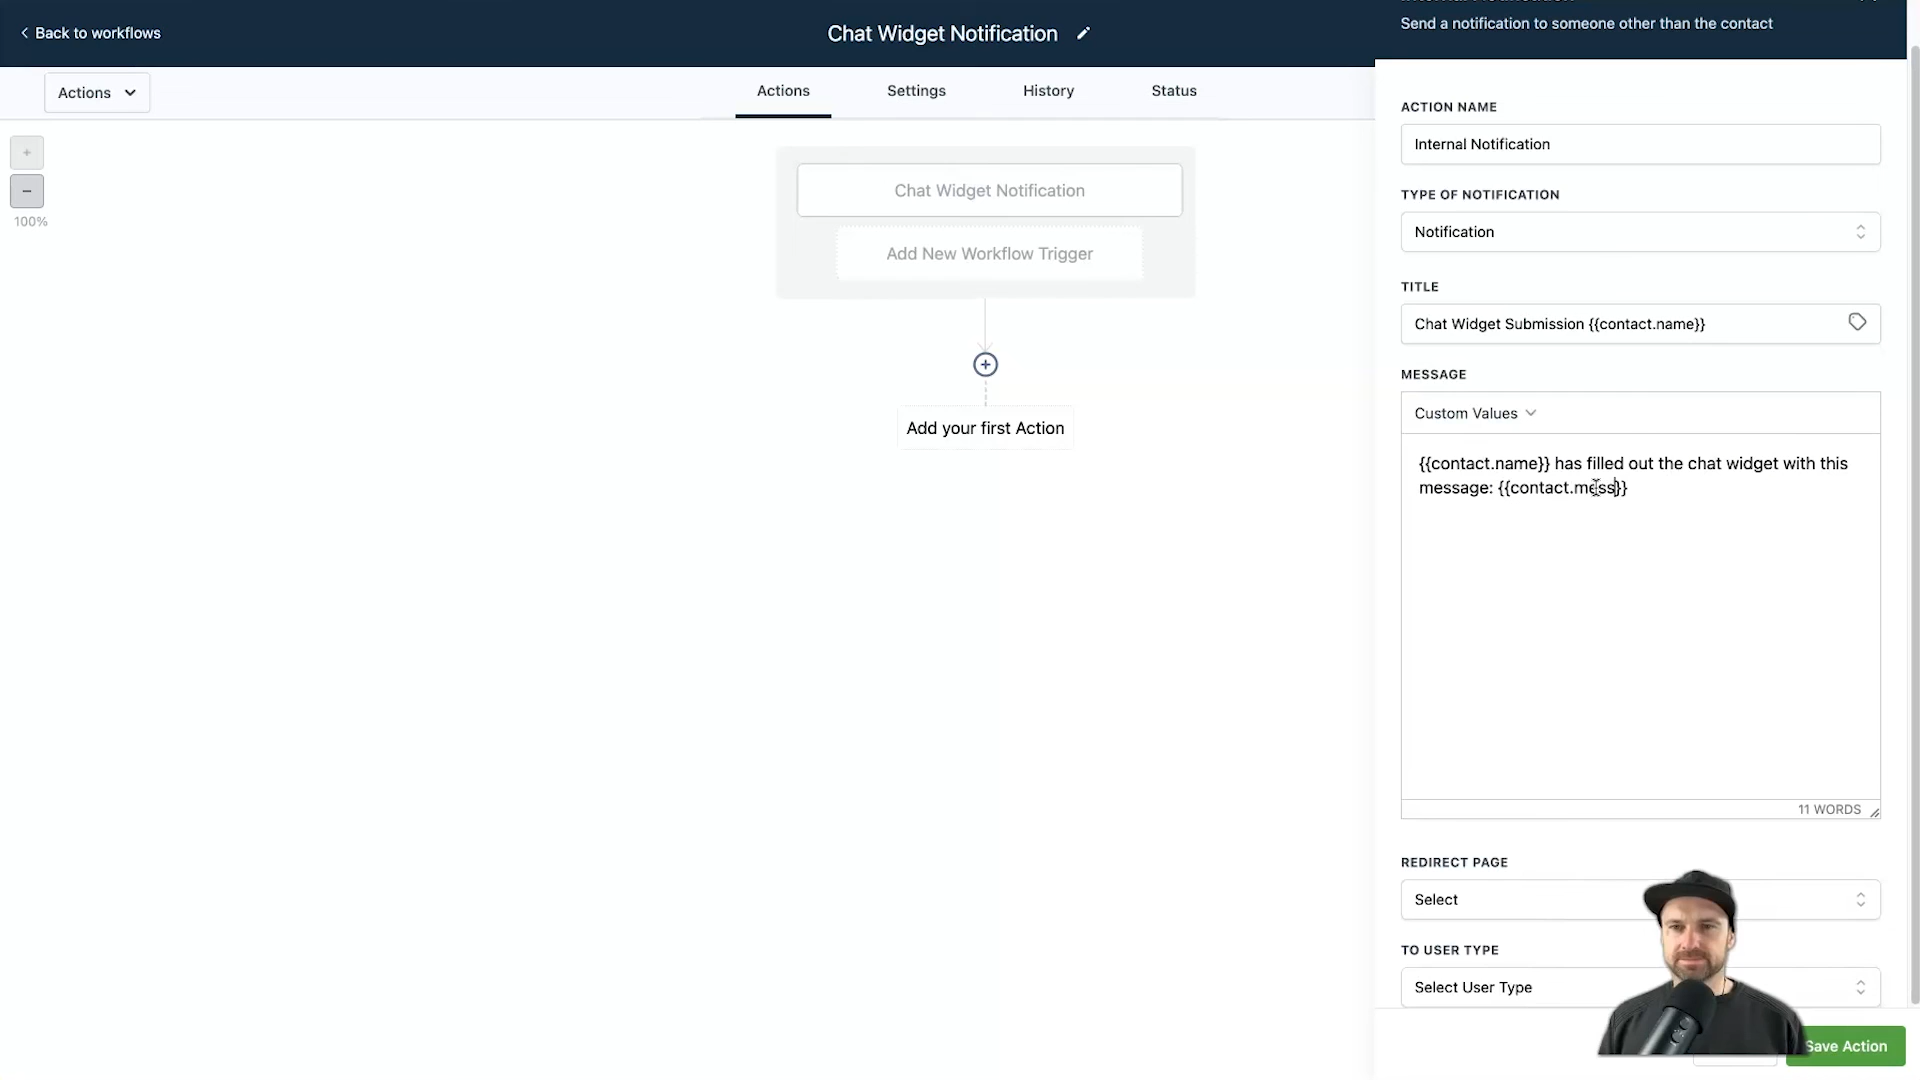 Back to workflows
Chat Widget Notification
Send a notification to someone other than the contact
Actions
Actions
Settings
History
Status
+
−
100%
Chat Widget Notification
Add New Workflow Trigger
Add your first Action
ACTION NAME
Internal Notification
TYPE OF NOTIFICATION
Notification
TITLE
Chat Widget Submission {{contact.name}}
MESSAGE
Custom Values
{{contact.name}} has filled out the chat widget with this
message: {{contact.mess}}
11 WORDS
REDIRECT PAGE
Select
TO USER TYPE
Select User Type
Save Action